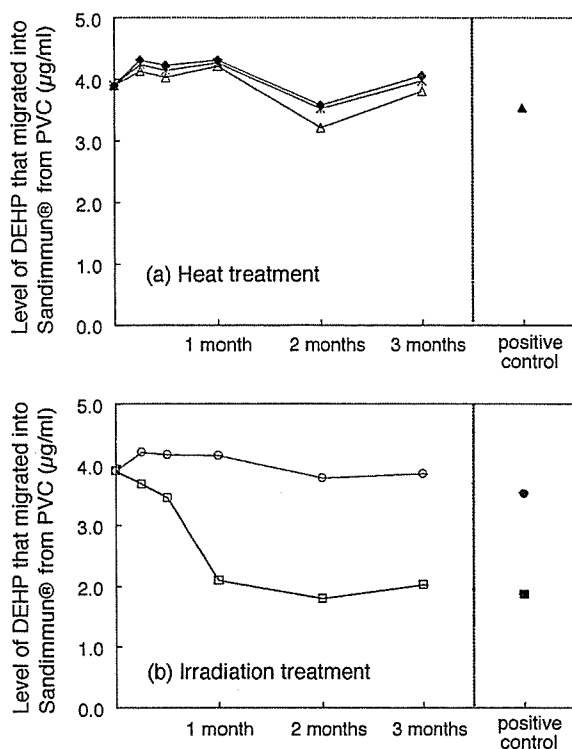 Level of DEHP that migrated into
Sandimmun® from PVC (µg/ml)
5.0
4.0
3.0
2.0
1.0
0.0
(a) Heat treatment
1 month
2 months
3 months
positive
control
Level of DEHP that migrated into
Sandimmun® from PVC (µg/ml)
5.0
4.0
3.0
2.0
1.0
0.0
(b) Irradiation treatment
1 month
2 months
3 months
positive
control